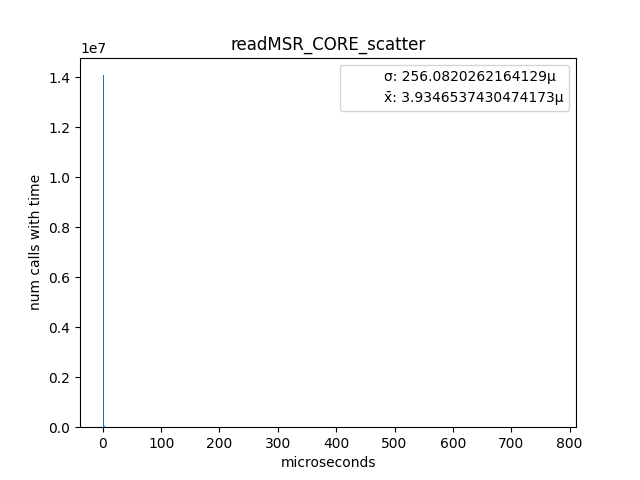 readMSR_CORE_scatter
1e7
σ: 256.0820262164129µ
x̄: 3.9346537430474173µ
num calls with time
1.4
1.2
1.0
0.8
0.6
0.4
0.2
0.0
0 100 200 300 400 500 600 700 800
microseconds